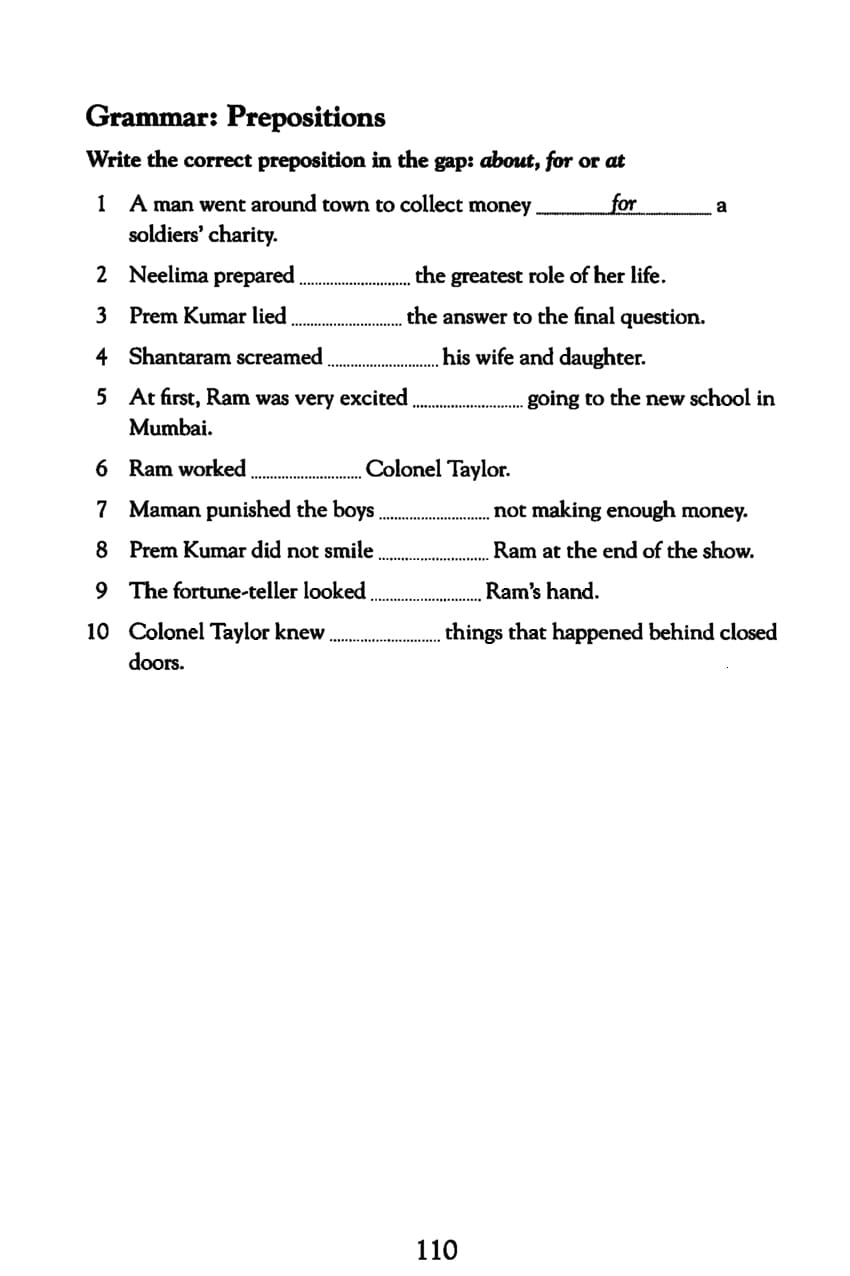 Grammar: Prepositions
Write the correct preposition in the gap: about, for or at
1 A man went around town to collect money for a
soldiers' charity.
2 Neelima prepared ........................... the greatest role of her life.
3 Prem Kumar lied ........................... the answer to the final question.
4 Shantaram screamed ........................... his wife and daughter.
5 At first, Ram was very excited ........................... going to the new school in
Mumbai.
6 Ram worked ........................... Colonel Taylor.
7 Maman punished the boys ........................... not making enough money.
8 Prem Kumar did not smile ........................... Ram at the end of the show.
9 The fortune-teller looked ........................... Ram's hand.
10 Colonel Taylor knew ........................... things that happened behind closed
doors.
110